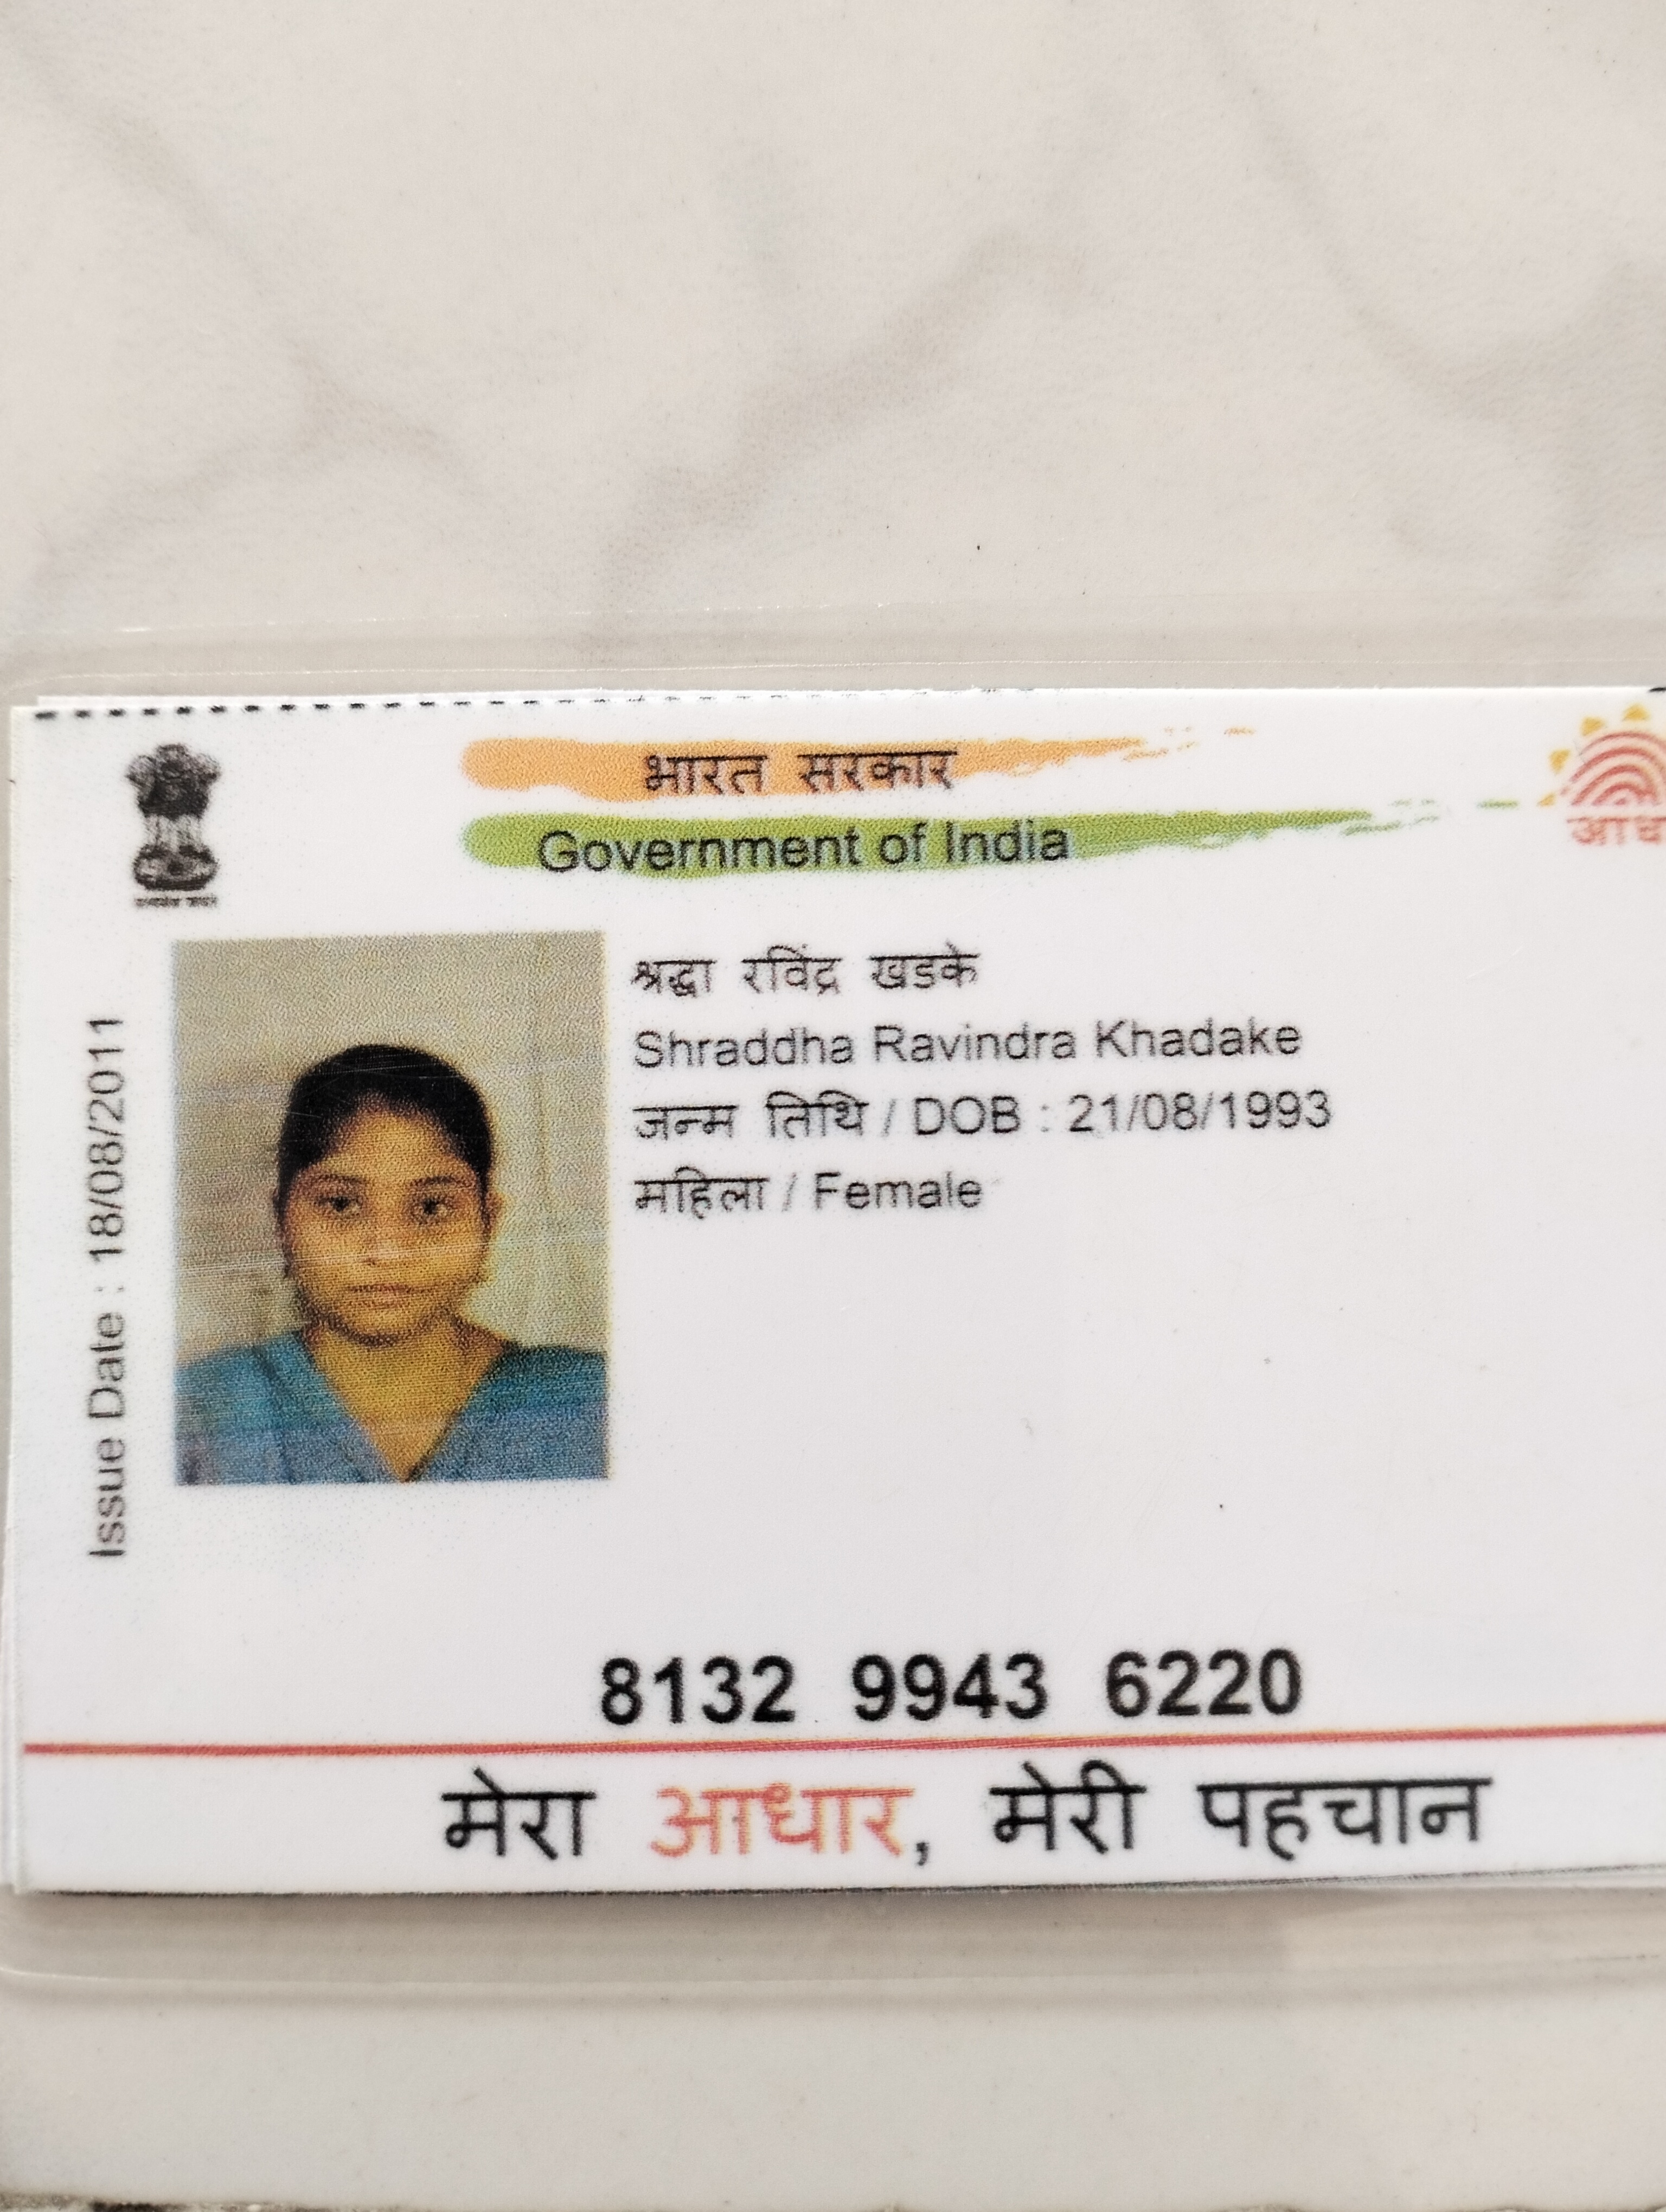 भारत सरकार
Government of India
श्रद्धा रविंद्र खडके
Shraddha Ravindra Khadake
जन्म तिथि / DOB : 21/08/1993
महिला / Female
Issue Date : 18/08/2011
8132 9943 6220
मेरा आधार, मेरी पहचान